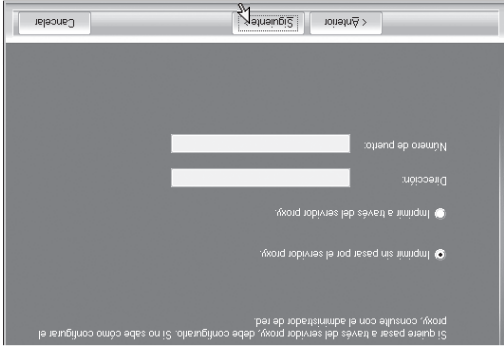 Si quiere pasar a través del servidor proxy, debe configurarlo. Si no sabe cómo configurar el
proxy, consulte con el administrador de red.
Imprimir sin pasar por el servidor proxy.
Imprimir a través del servidor proxy.
Dirección:
Número de puerto:
< Anterior
Siguiente >
Cancelar